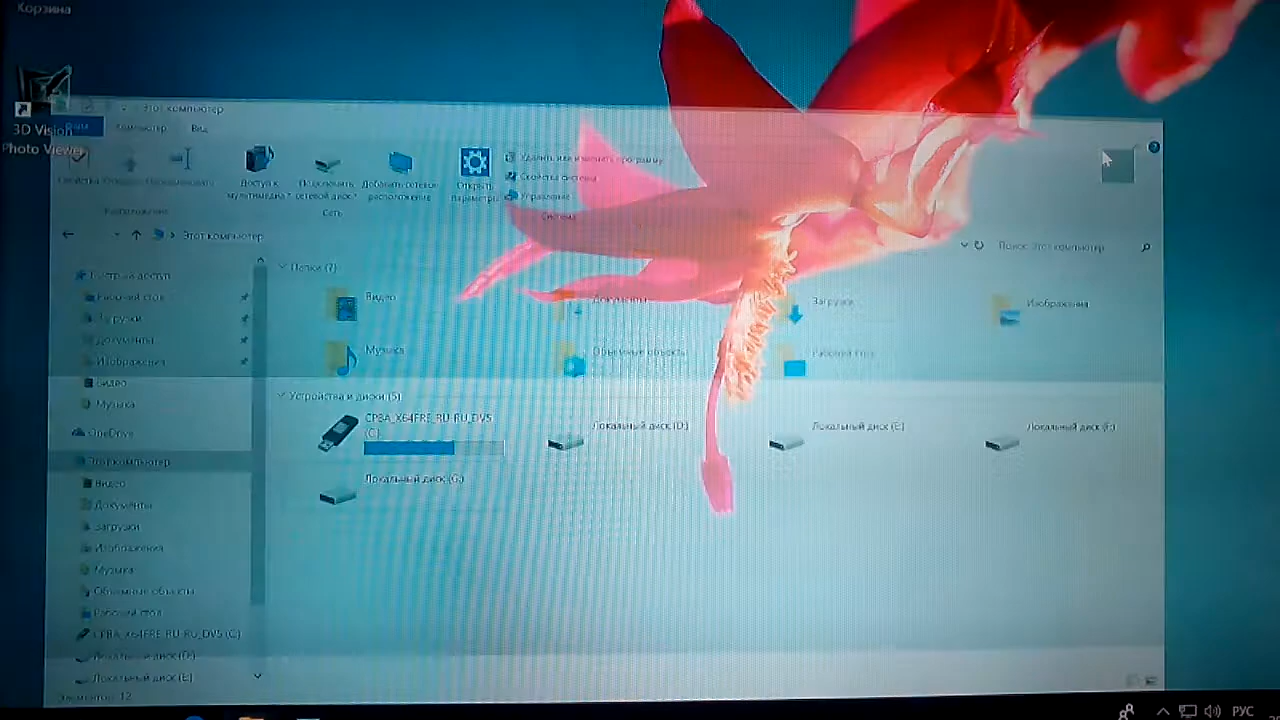 Корзина
3D Vision
Photo Viewer
Этот компьютер
Файл Компьютер Вид
Свойства
Переименовать
Доступ к
мультимедиа
Подключить
сетевой диск
Добавить сетевое
расположение
Открыть
параметры
Удалить или изменить программу
Свойства системы
Управление
Расположение
Сеть
Система
Этот компьютер
Поиск: Этот компьютер
Быстрый доступ
Рабочий стол
Загрузки
Документы
Изображения
Видео
Музыка
OneDrive
Этот компьютер
Видео
Документы
Загрузки
Изображения
Музыка
Объемные объекты
Рабочий стол
CPBA_X64FRE_RU-RU_DV5 (C:)
Локальный диск (D:)
Локальный диск (E:)
Папки (7)
Видео
Документы
Загрузки
Изображения
Музыка
Объемные объекты
Рабочий стол
Устройства и диски (5)
CPBA_X64FRE_RU-RU_DV5
(C:)
Локальный диск (D:)
Локальный диск (E:)
Локальный диск (F:)
Локальный диск (G:)
Элементов: 12
РУС